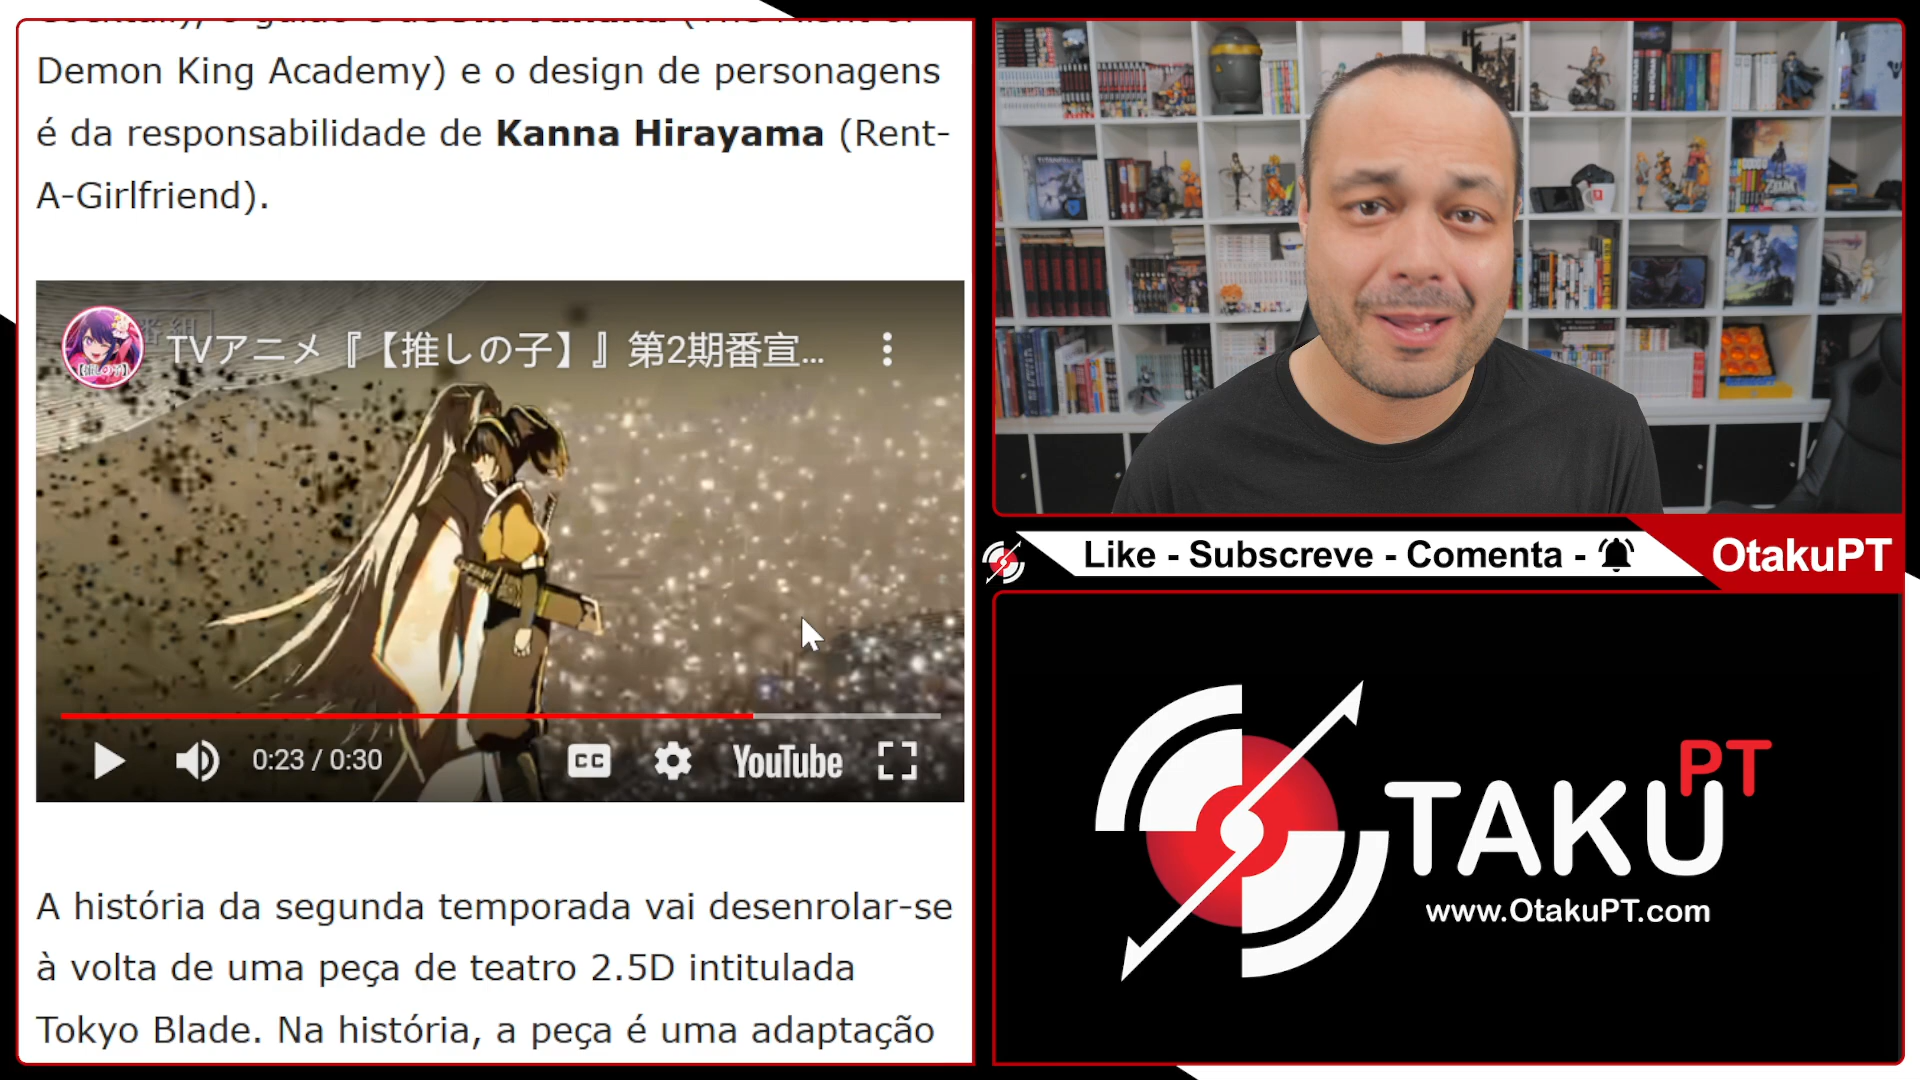 Demon King Academy) e o design de personagens
é da responsabilidade de Kanna Hirayama (Rent-
A-Girlfriend).
TVアニメ『【推しの子】』第2期番宣...
0:23 / 0:30
CC
YouTube
A história da segunda temporada vai desenrolar-se
à volta de uma peça de teatro 2.5D intitulada
Tokyo Blade. Na história, a peça é uma adaptação
Like - Subscreve - Comenta -
OtakuPT
OTAKU PT
www.OtakuPT.com